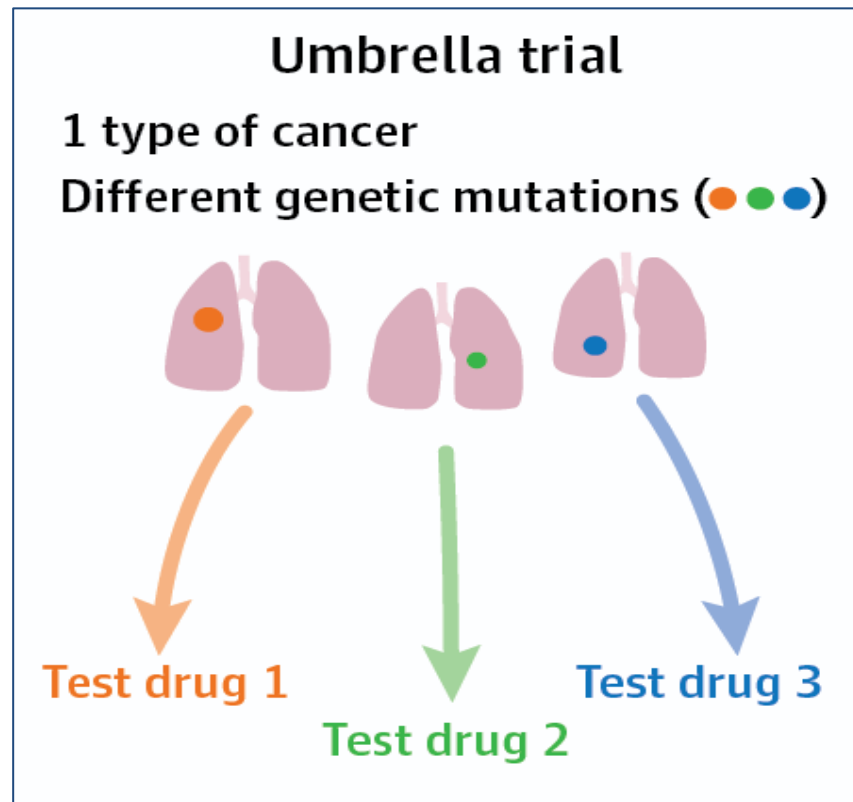 Umbrella trial
1 type of cancer
Different genetic mutations (●●●)
Test drug 1
Test drug 2
Test drug 3